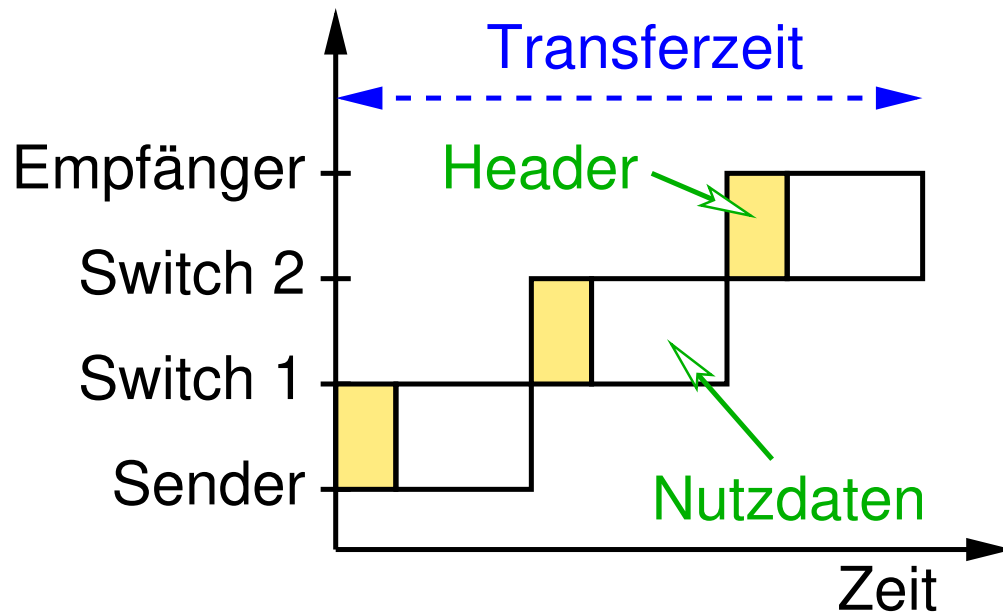 Transferzeit
Empfänger
Header
Switch 2
Switch 1
Sender
Nutzdaten
Zeit